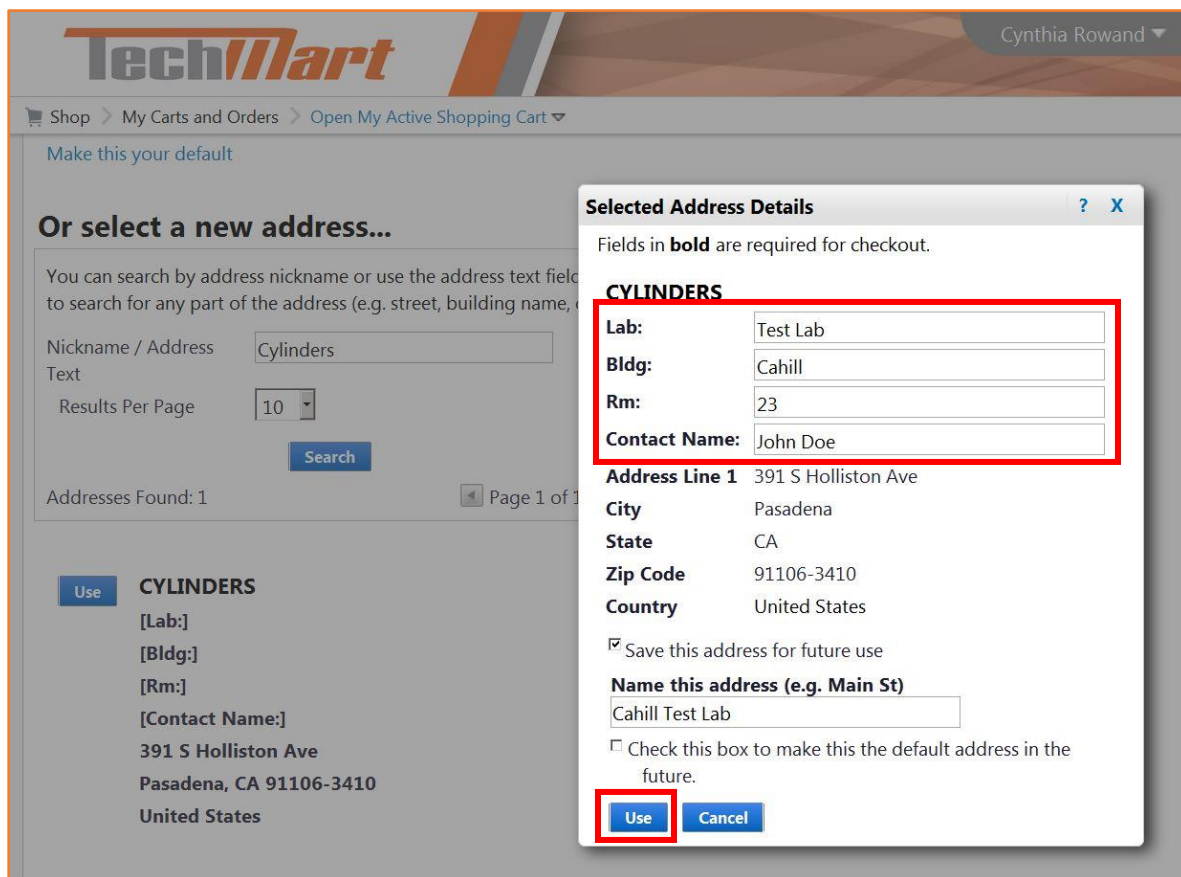 TechMart
Cynthia Rowand
Shop > My Carts and Orders > Open My Active Shopping Cart
Make this your default
Or select a new address...
You can search by address nickname or use the address text field
to search for any part of the address (e.g. street, building name,
Nickname / Address Text
Cylinders
Results Per Page
10
Search
Addresses Found: 1
Page 1 of 1
Use
CYLINDERS
[Lab:]
[Bldg:]
[Rm:]
[Contact Name:]
391 S Holliston Ave
Pasadena, CA 91106-3410
United States
Selected Address Details
? X
Fields in bold are required for checkout.
CYLINDERS
Lab: Test Lab
Bldg: Cahill
Rm: 23
Contact Name: John Doe
Address Line 1 391 S Holliston Ave
City Pasadena
State CA
Zip Code 91106-3410
Country United States
Save this address for future use
Name this address (e.g. Main St)
Cahill Test Lab
Check this box to make this the default address in the
future.
Use Cancel